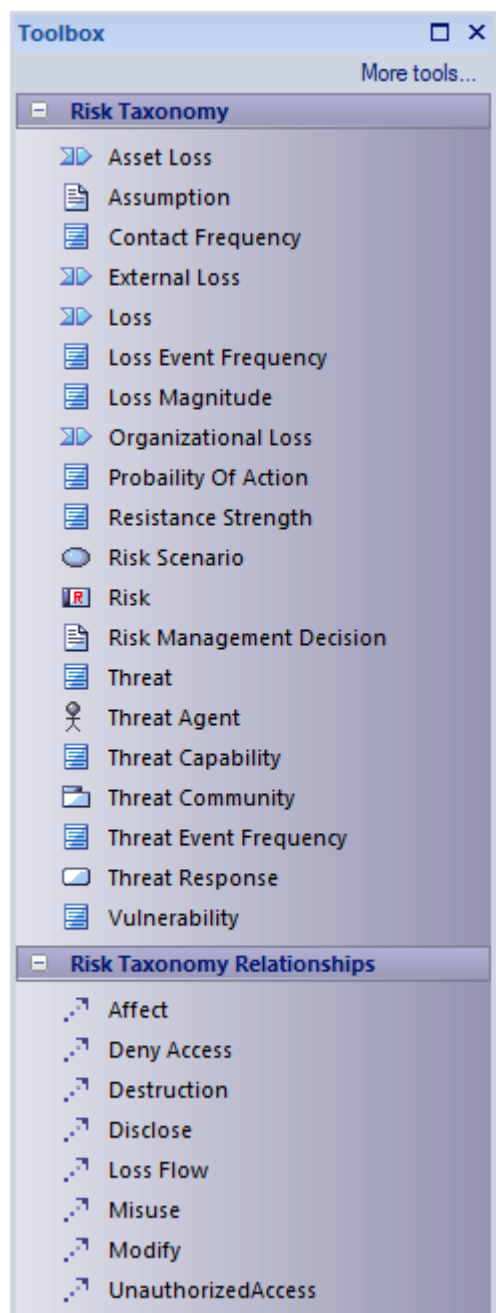 Toolbox
More tools...
Risk Taxonomy
Asset Loss
Assumption
Contact Frequency
External Loss
Loss
Loss Event Frequency
Loss Magnitude
Organizational Loss
Probaility Of Action
Resistance Strength
Risk Scenario
R Risk
Risk Management Decision
Threat
Threat Agent
Threat Capability
Threat Community
Threat Event Frequency
Threat Response
Vulnerability
Risk Taxonomy Relationships
Affect
Deny Access
Destruction
Disclose
Loss Flow
Misuse
Modify
UnauthorizedAccess